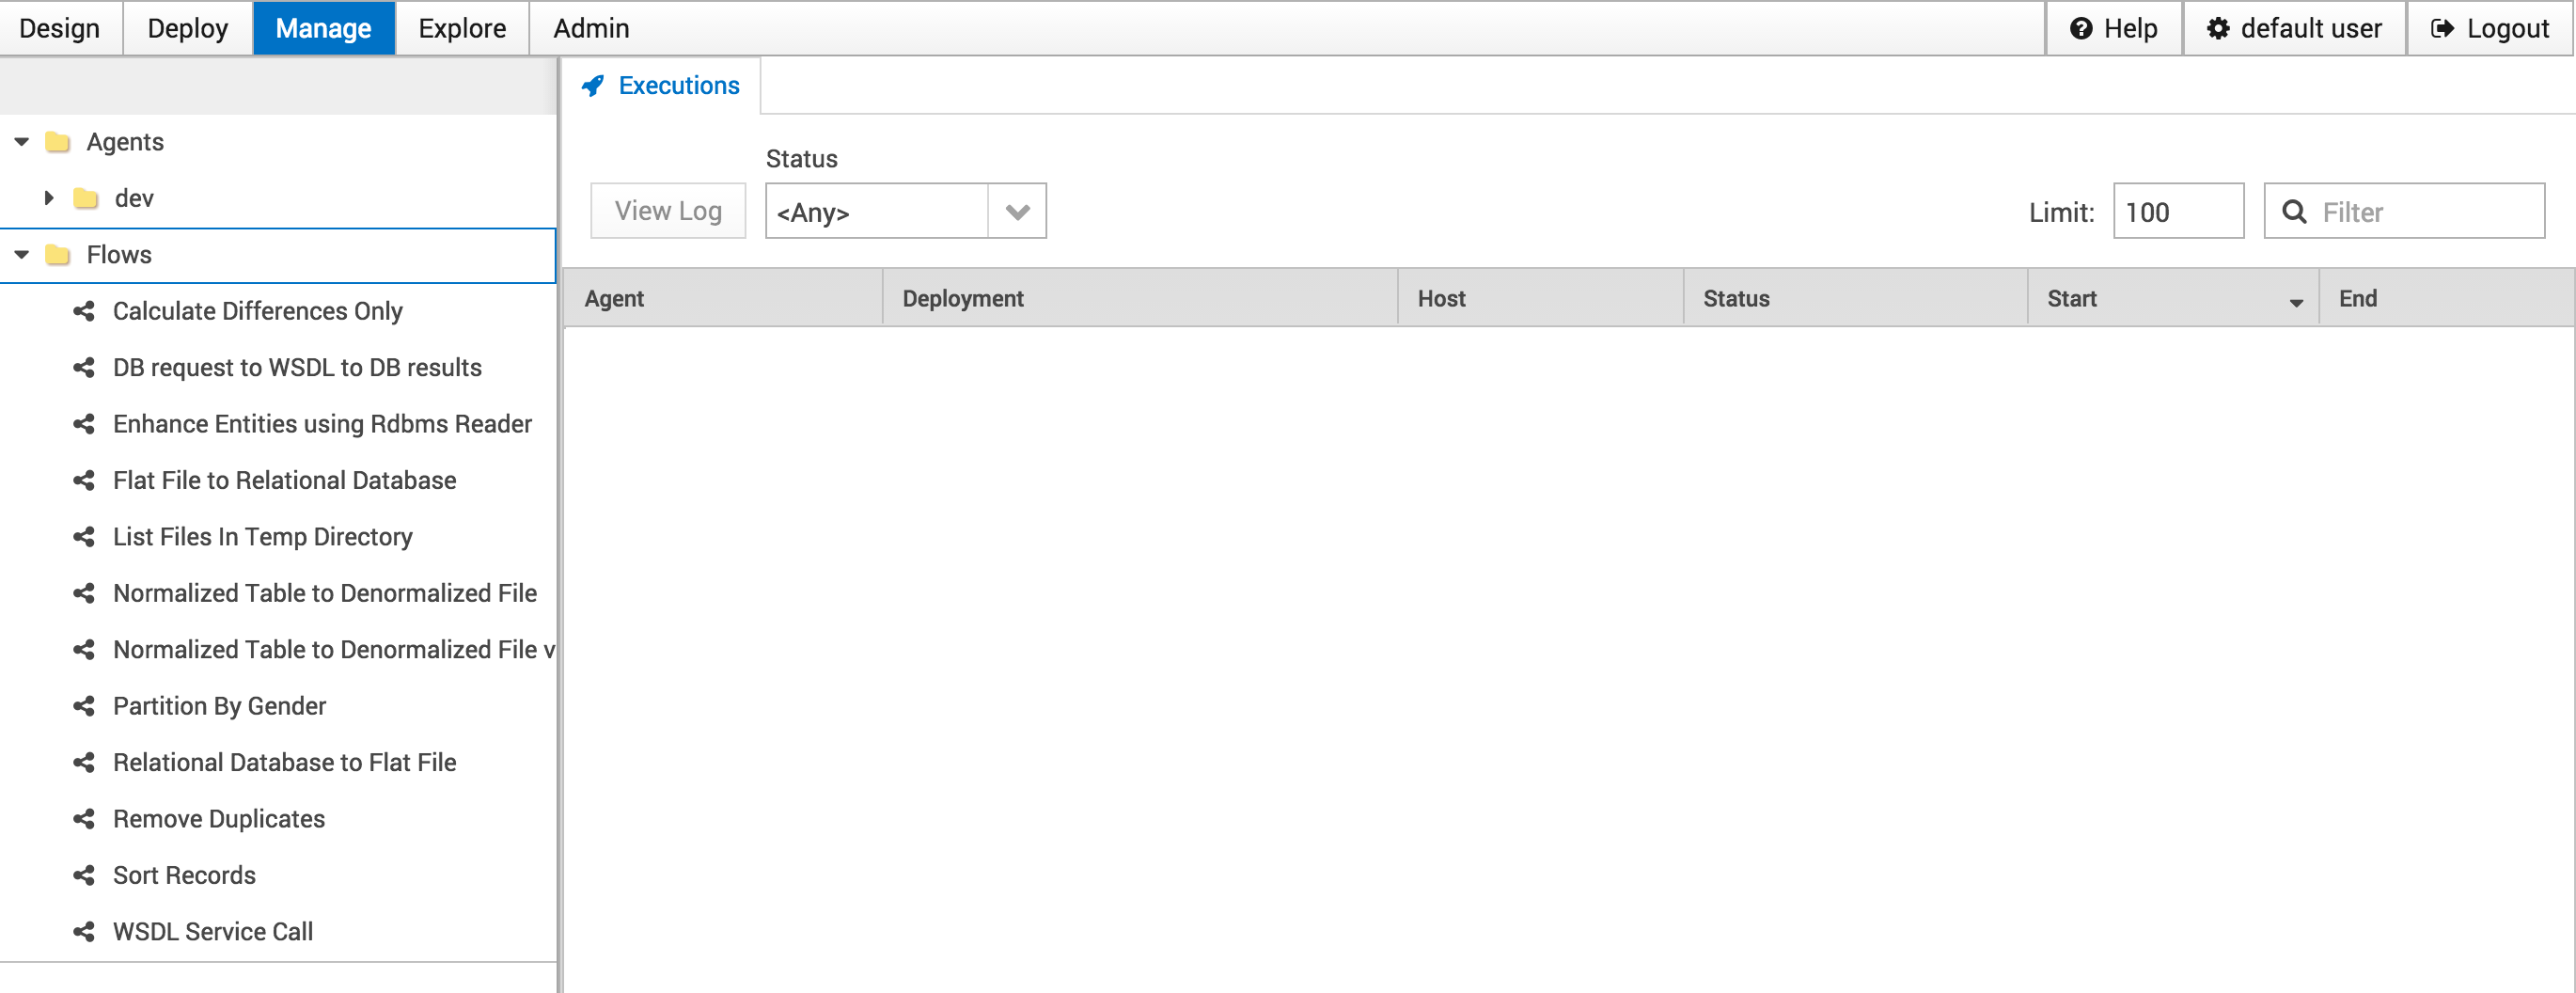 Design Deploy Manage Explore Admin Help default user Logout
Executions
Agents
dev
Flows
Calculate Differences Only
DB request to WSDL to DB results
Enhance Entities using Rdbms Reader
Flat File to Relational Database
List Files In Temp Directory
Normalized Table to Denormalized File
Normalized Table to Denormalized File v
Partition By Gender
Relational Database to Flat File
Remove Duplicates
Sort Records
WSDL Service Call
Status
View Log <Any> Limit: 100 Filter
Agent Deployment Host Status Start End